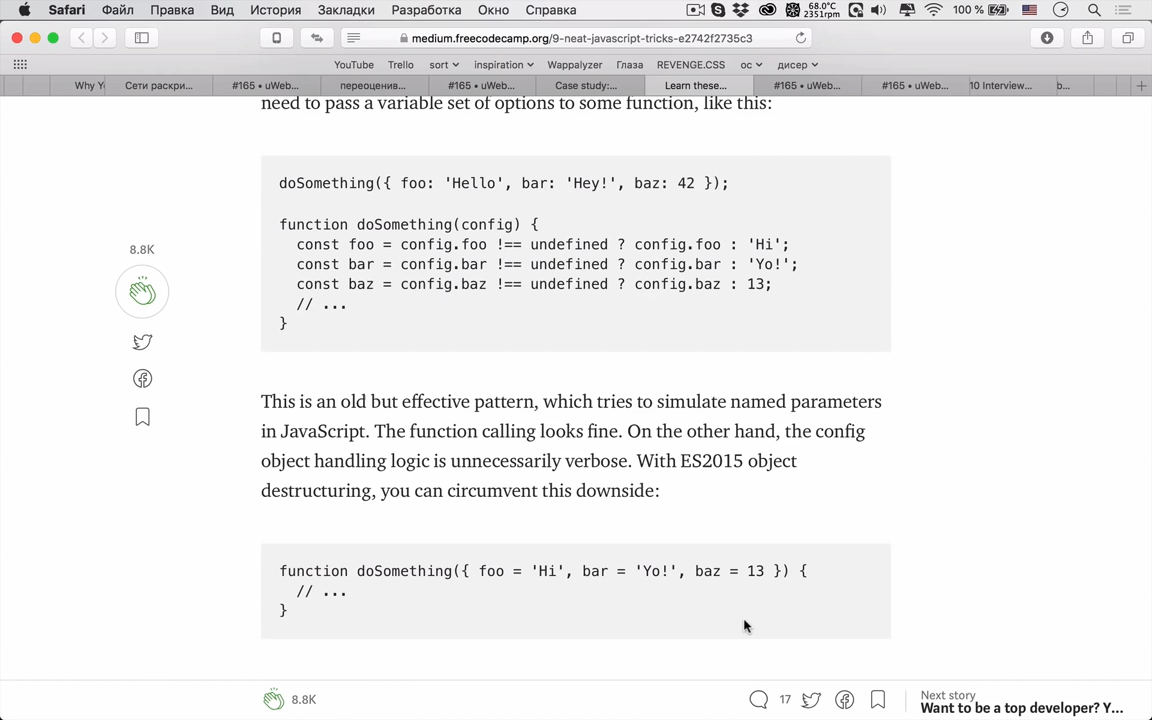 Safari Файл Правка Вид История Закладки Разработка Окно Справка 68.0°C 2351rpm 100 %
medium.freecodecamp.org/9-neat-javascript-tricks-e2742f2735c3
YouTube Trello sort inspiration Wappalyzer Глаза REVENGE.CSS ос дисер
Why Y Сети раскри... #165 • uWeb... переоценив... #165 • uWeb... Case study:... Learn these... #165 • uWeb... #165 • uWeb... 10 Interview... b...
need to pass a variable set of options to some function, like this:
doSomething({ foo: 'Hello', bar: 'Hey!', baz: 42 });
function doSomething(config) {
const foo = config.foo !== undefined ? config.foo : 'Hi';
const bar = config.bar !== undefined ? config.bar : 'Yo!';
const baz = config.baz !== undefined ? config.baz : 13;
// ...
}
8.8K
This is an old but effective pattern, which tries to simulate named parameters
in JavaScript. The function calling looks fine. On the other hand, the config
object handling logic is unnecessarily verbose. With ES2015 object
destructuring, you can circumvent this downside:
function doSomething({ foo = 'Hi', bar = 'Yo!', baz = 13 }) {
// ...
}
8.8K 17
Next story
Want to be a top developer? Y...